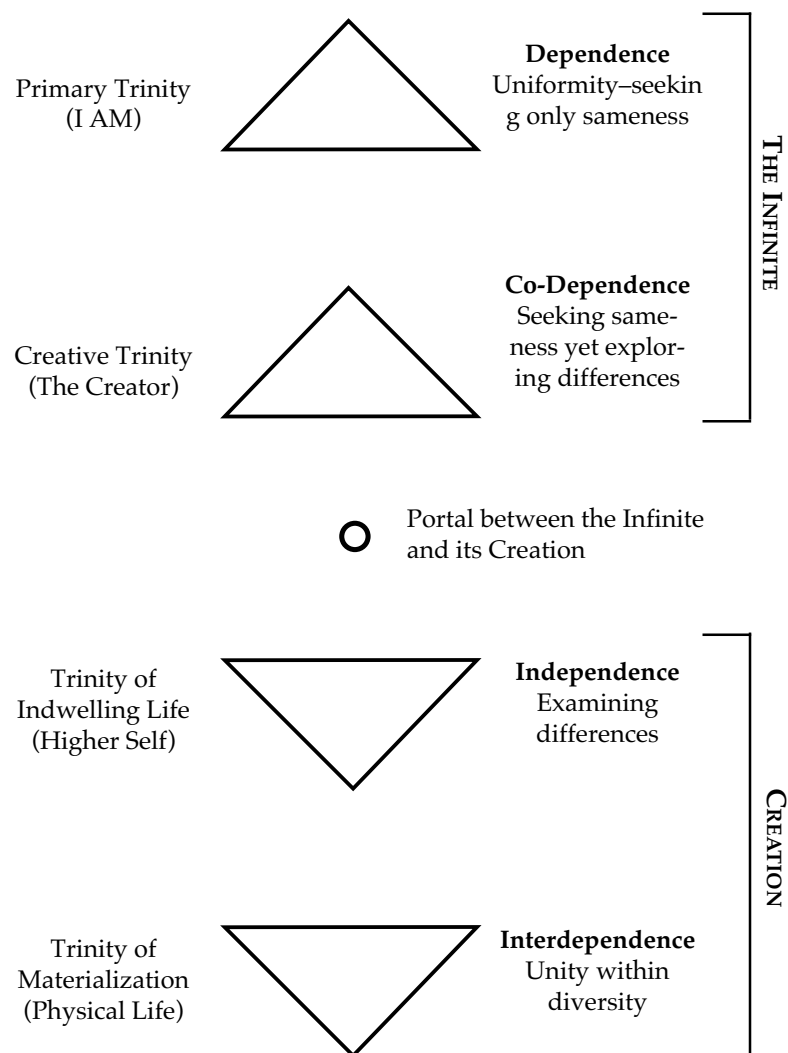 Primary Trinity
(I AM)
Dependence
Uniformity–seekin
g only sameness
THE INFINITE
Creative Trinity
(The Creator)
Co-Dependence
Seeking same-
ness yet explor-
ing differences
Portal between the Infinite
and its Creation
Trinity of
Indwelling Life
(Higher Self)
Independence
Examining
differences
CREATION
Trinity of
Materialization
(Physical Life)
Interdependence
Unity within
diversity